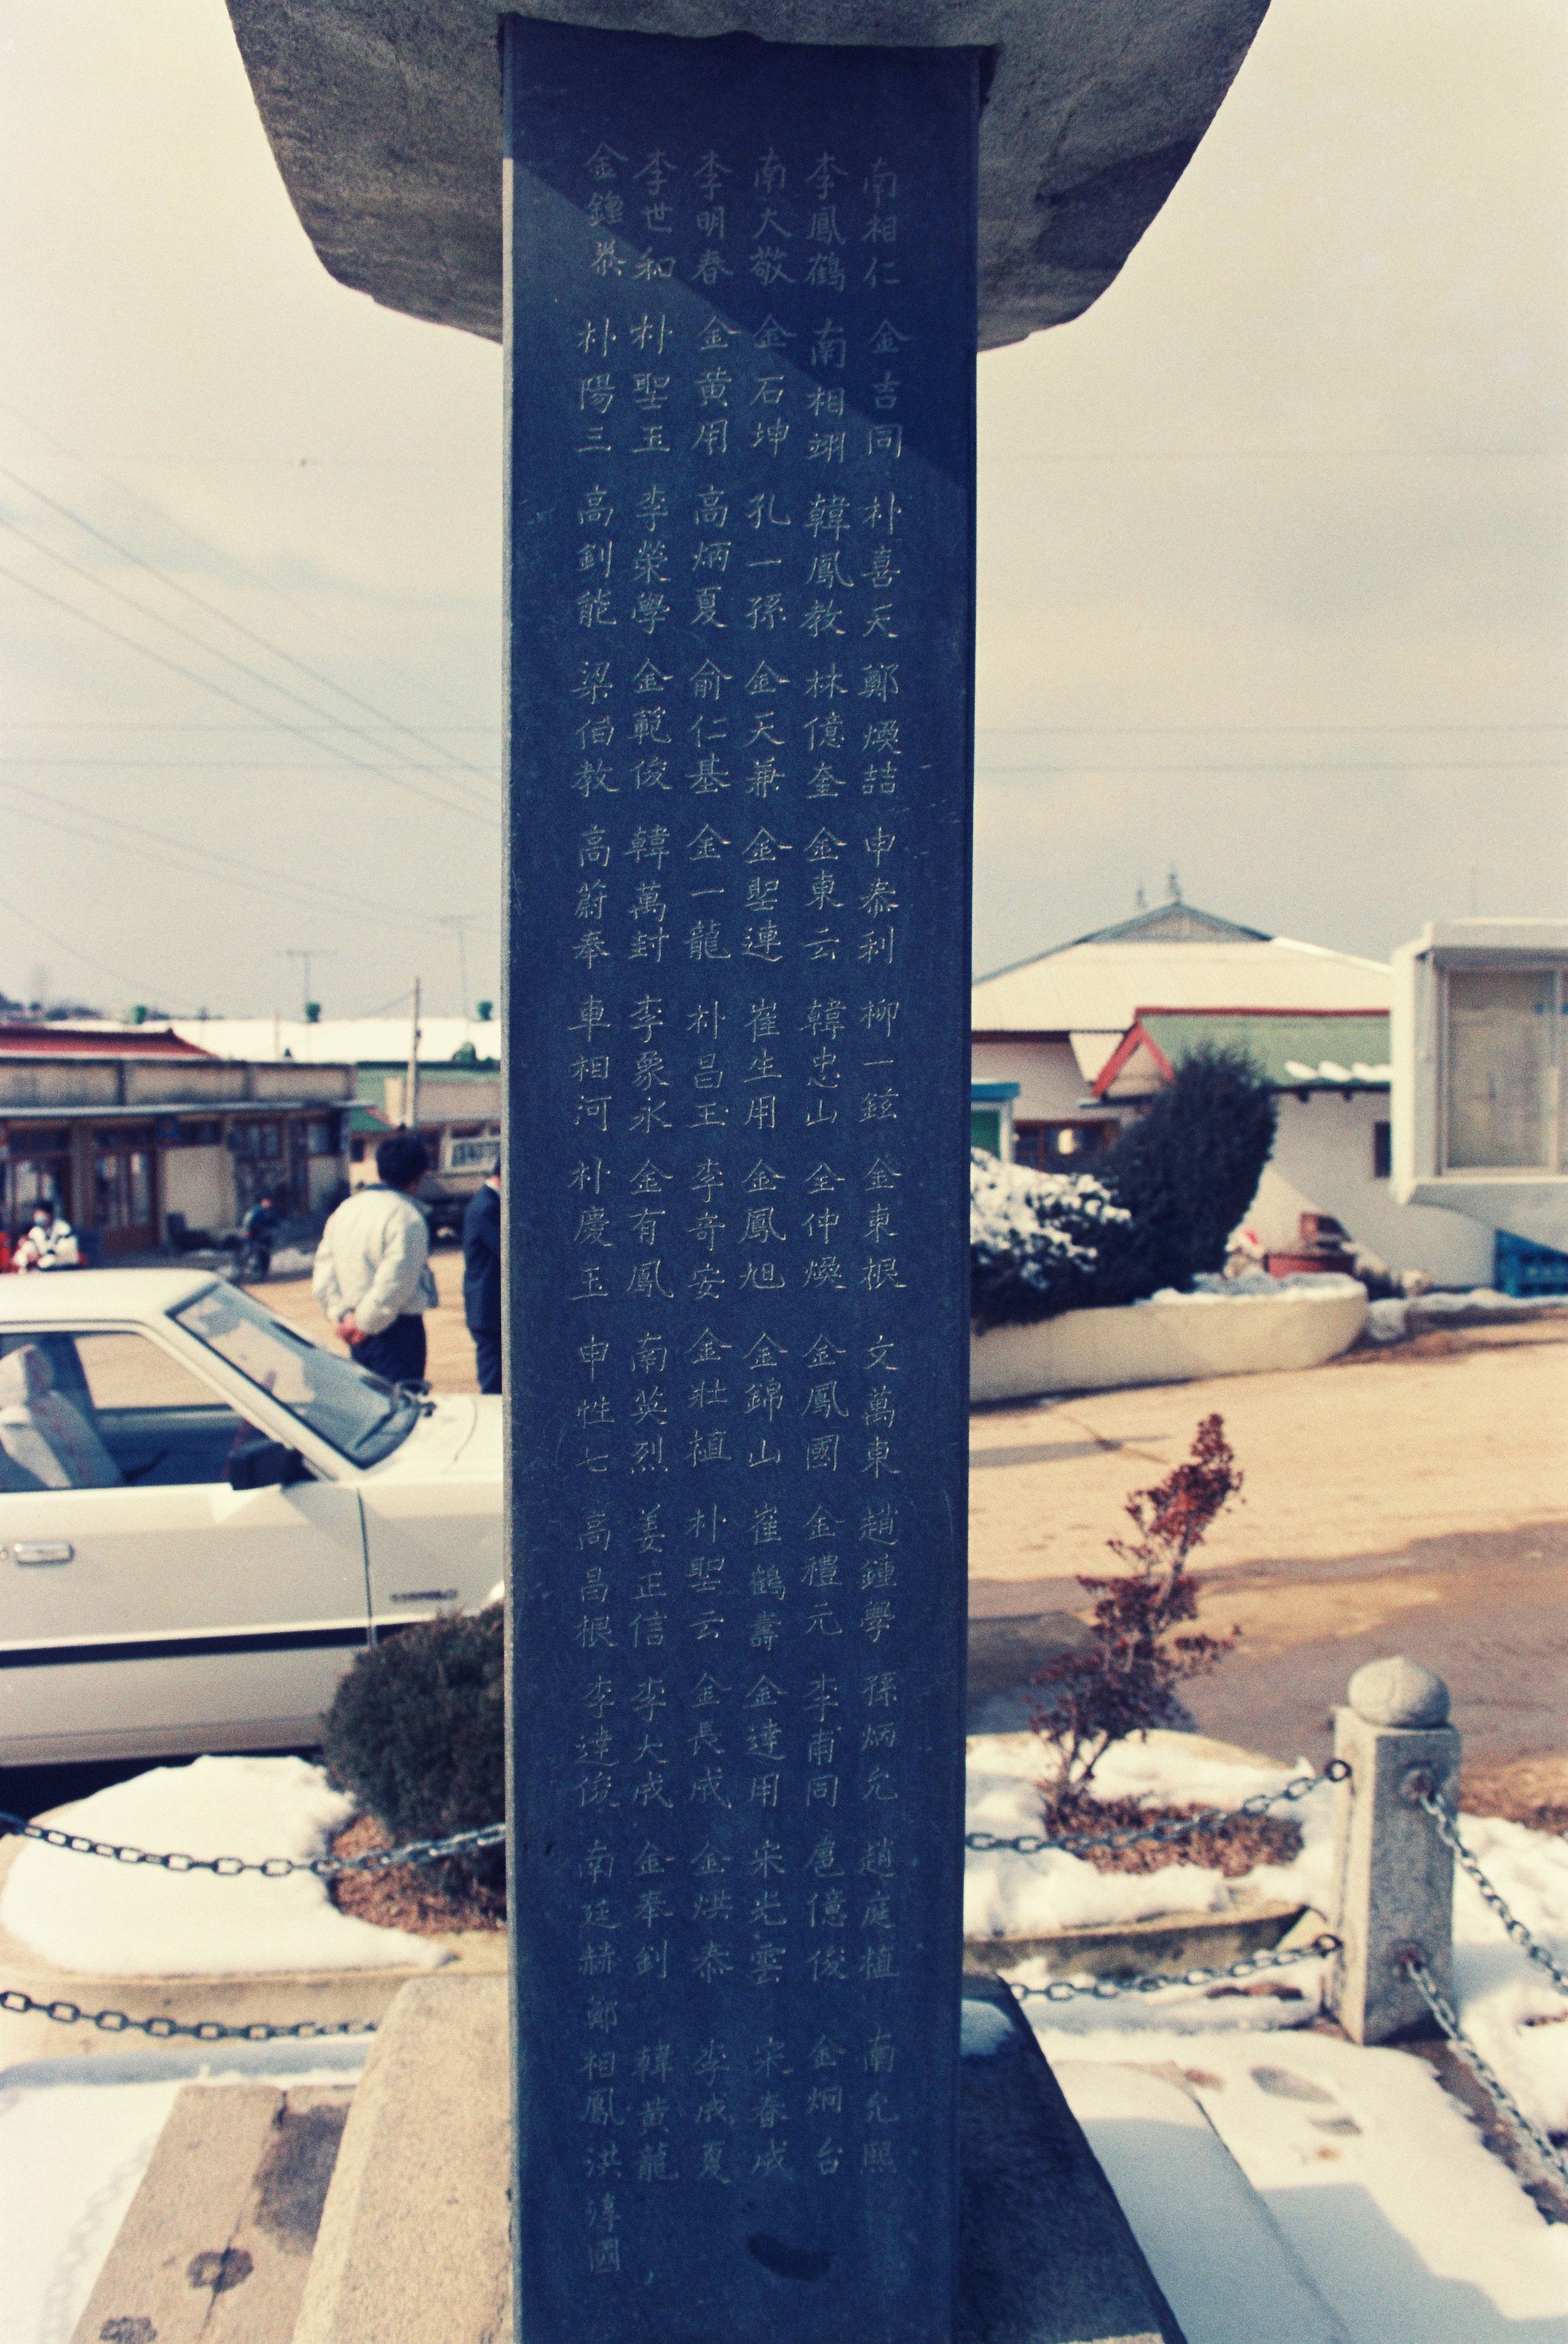 南相仁 金吉同 朴喜天 鄭煥喆 申泰利 柳一鉉 金東根 文萬東 趙鍾學 孫炳允 趙庭植 南允熙
李鳳鶴 南相翊 韓鳳教 林億奎 金東云 韓忠山 全仲煥 金鳳國 金禮元 李甫同 扈億俊 金炯台
南大敬 金石坤 孔一孫 金天兼 金聖連 崔生用 金鳳旭 金錦山 崔鶴壽 金達用 宋光雲 宋春成
李明春 金黃用 高炳夏 俞仁基 金一龍 朴昌玉 李奇安 金壯植 朴聖云 金長成 金洪泰 李成夏
李世和 朴聖玉 李榮學 金範俊 韓萬封 李象永 金有鳳 南英烈 姜正信 李大成 金奉釗 韓黃龍
金鍾泰 朴陽三 高釗能 梁伯教 高蔚奉 車相河 朴慶玉 申性七 高昌根 李達俊 南廷赫 鄭相鳳 洪淳國